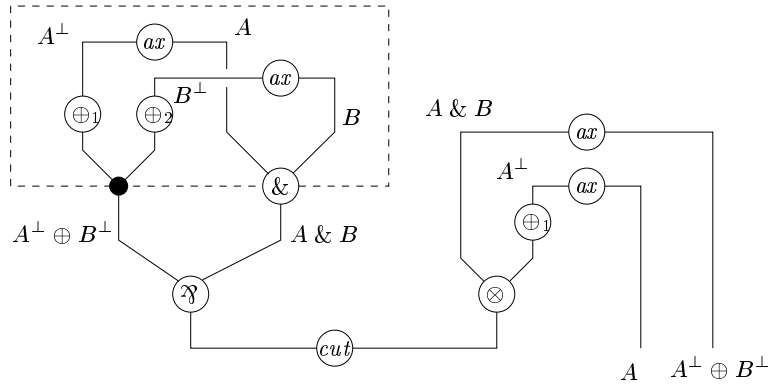 A⊥ ax A
B⊥ ax
⊕1 ⊕2 B
A & B ax
A⊥ ax
&
⊕1
A⊥ ⊕ B⊥ A & B
⅋ ⊗
cut
A A⊥ ⊕ B⊥